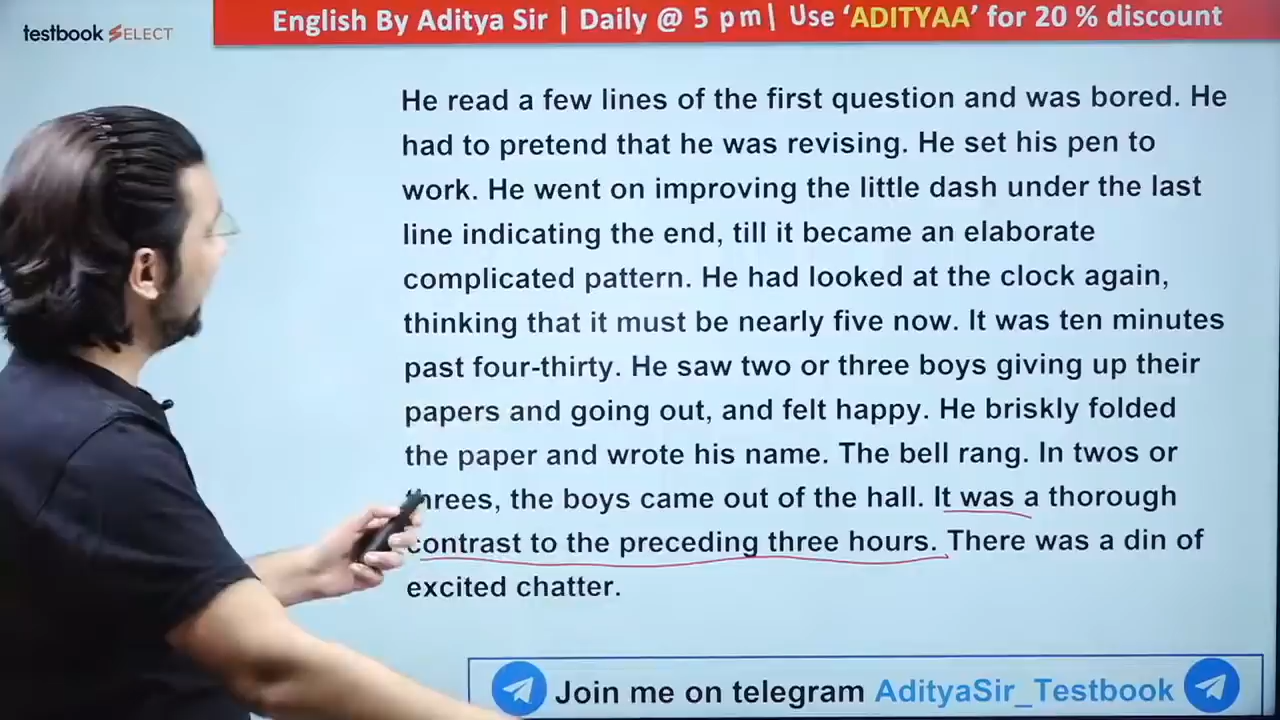 testbook SELECT
English By Aditya Sir | Daily @ 5 pm| Use ‘ADITYAA’ for 20 % discount
He read a few lines of the first question and was bored. He
had to pretend that he was revising. He set his pen to
work. He went on improving the little dash under the last
line indicating the end, till it became an elaborate
complicated pattern. He had looked at the clock again,
thinking that it must be nearly five now. It was ten minutes
past four-thirty. He saw two or three boys giving up their
papers and going out, and felt happy. He briskly folded
the paper and wrote his name. The bell rang. In twos or
threes, the boys came out of the hall. It was a thorough
contrast to the preceding three hours. There was a din of
excited chatter.
Join me on telegram AdityaSir_Testbook